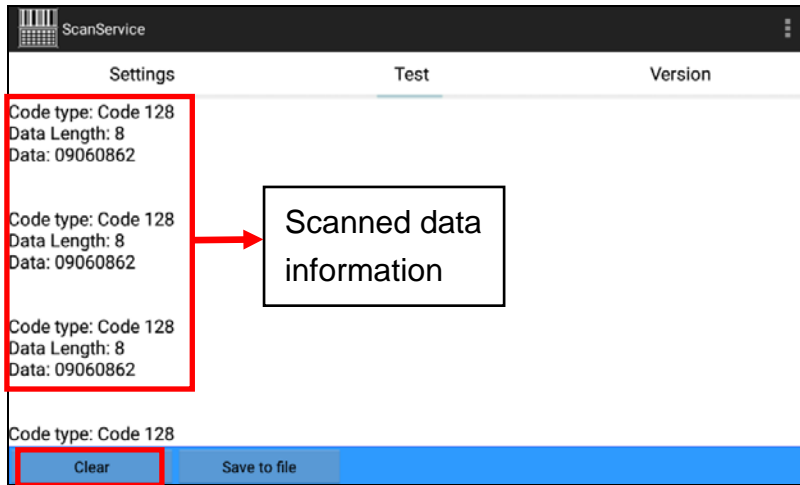 ScanService
Settings Test Version
Code type: Code 128
Data Length: 8
Data: 09060862
Code type: Code 128
Data Length: 8
Data: 09060862
Scanned data
information
Code type: Code 128
Data Length: 8
Data: 09060862
Code type: Code 128
Clear Save to file